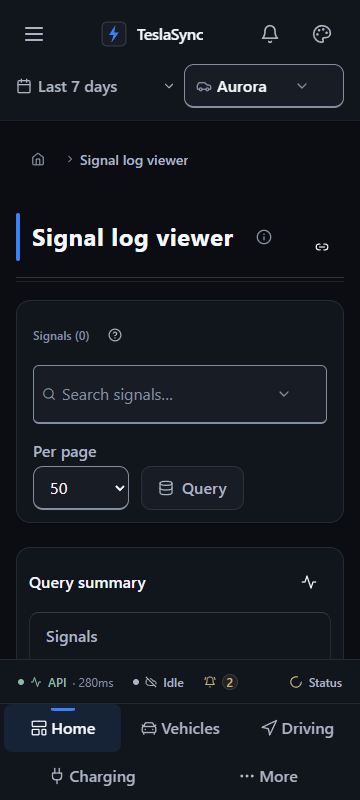 TeslaSync
Last 7 days
Aurora
Signal log viewer
Signal log viewer
Signals (0)
Search signals...
Per page
50
Query
Query summary
Signals
API · 280ms
Idle
2
Status
Home
Vehicles
Driving
Charging
More